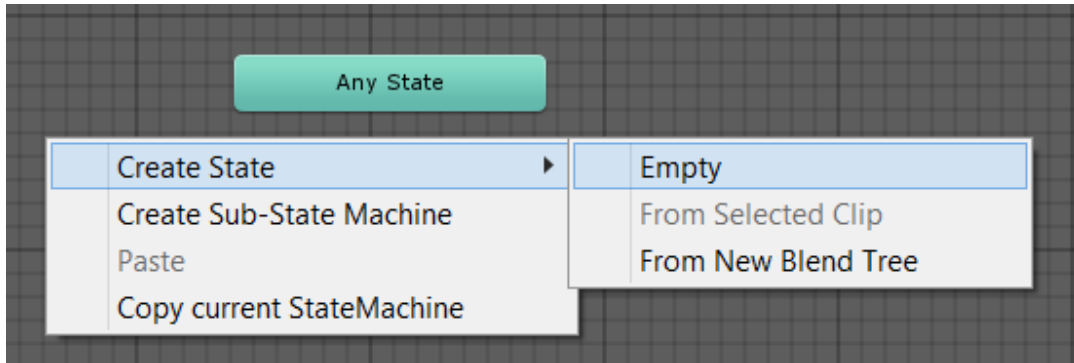 Any State
Create State
Create Sub-State Machine
Paste
Copy current StateMachine
Empty
From Selected Clip
From New Blend Tree